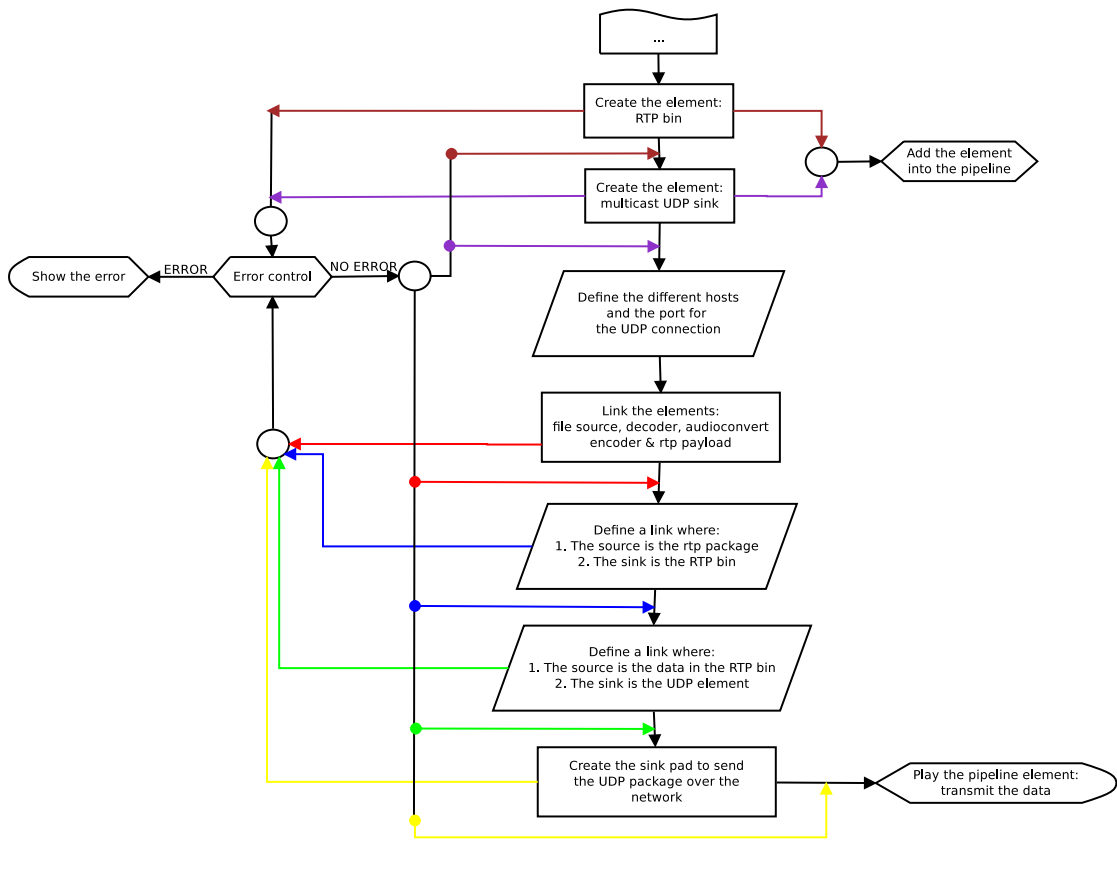 ...
Create the element:
RTP bin
Add the element
into the pipeline
Create the element:
multicast UDP sink
Show the error
ERROR
Error control
NO ERROR
Define the different hosts
and the port for
the UDP connection
Link the elements:
file source, decoder, audioconvert
encoder & rtp payload
Define a link where:
1. The source is the rtp package
2. The sink is the RTP bin
Define a link where:
1. The source is the data in the RTP bin
2. The sink is the UDP element
Create the sink pad to send
the UDP package over the
network
Play the pipeline element:
transmit the data